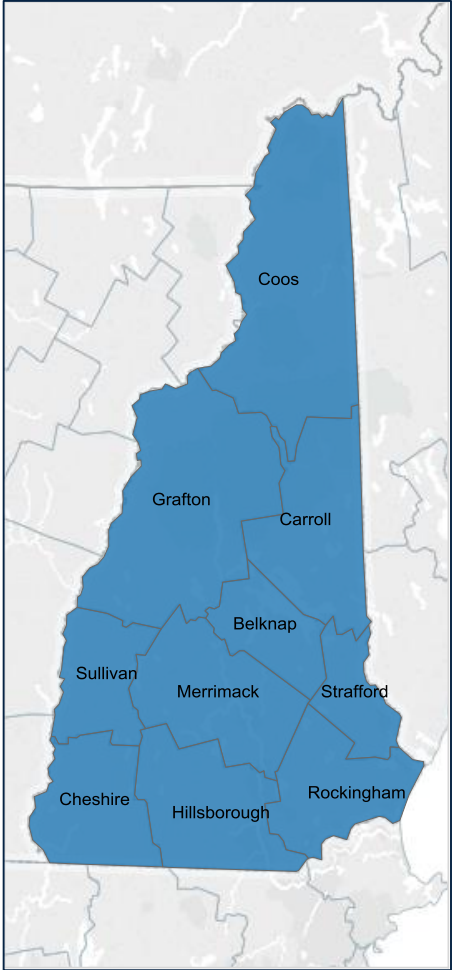 Coos
Grafton
Carroll
Belknap
Sullivan
Merrimack
Strafford
Cheshire
Hillsborough
Rockingham